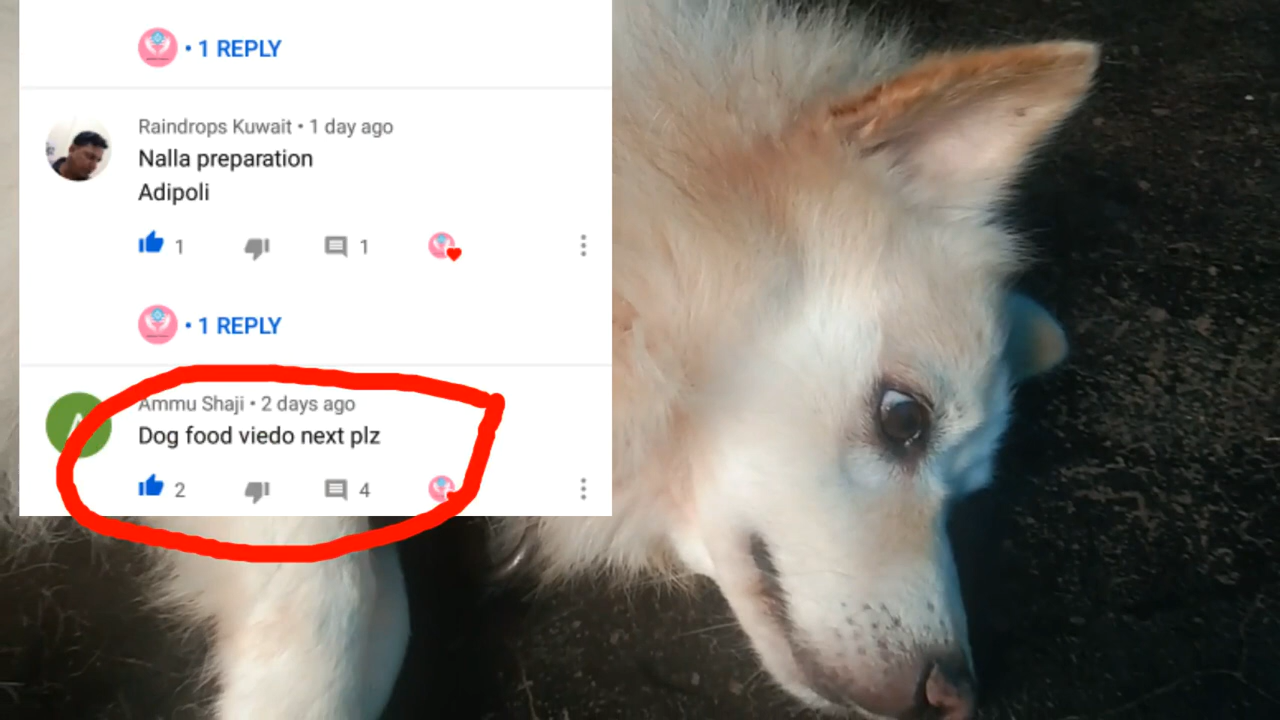 • 1 REPLY
Raindrops Kuwait • 1 day ago
Nalla preparation
Adipoli
1 1
• 1 REPLY
Ammu Shaji • 2 days ago
Dog food viedo next plz
2 4